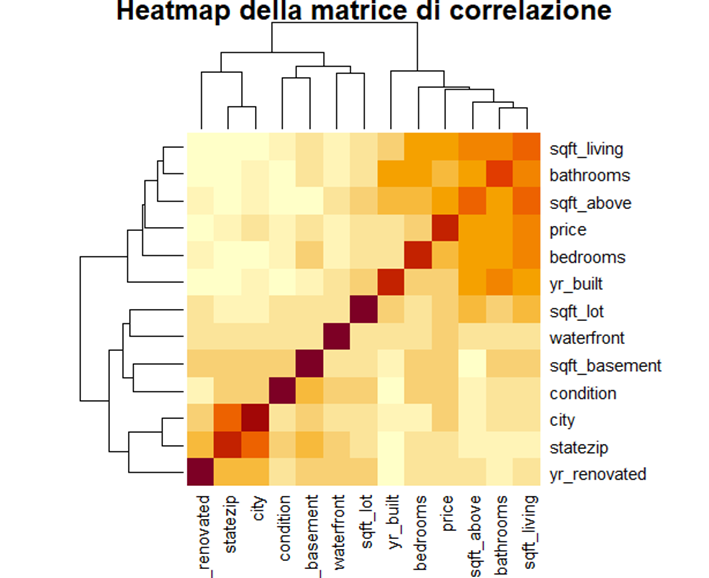 Heatmap della matrice di correlazione
sqft_living
bathrooms
sqft_above
price
bedrooms
yr_built
sqft_lot
waterfront
sqft_basement
condition
city
statezip
yr_renovated
_renovated
statezip
city
condition
_basement
waterfront
sqft_lot
yr_built
bedrooms
price
sqft_above
bathrooms
sqft_living